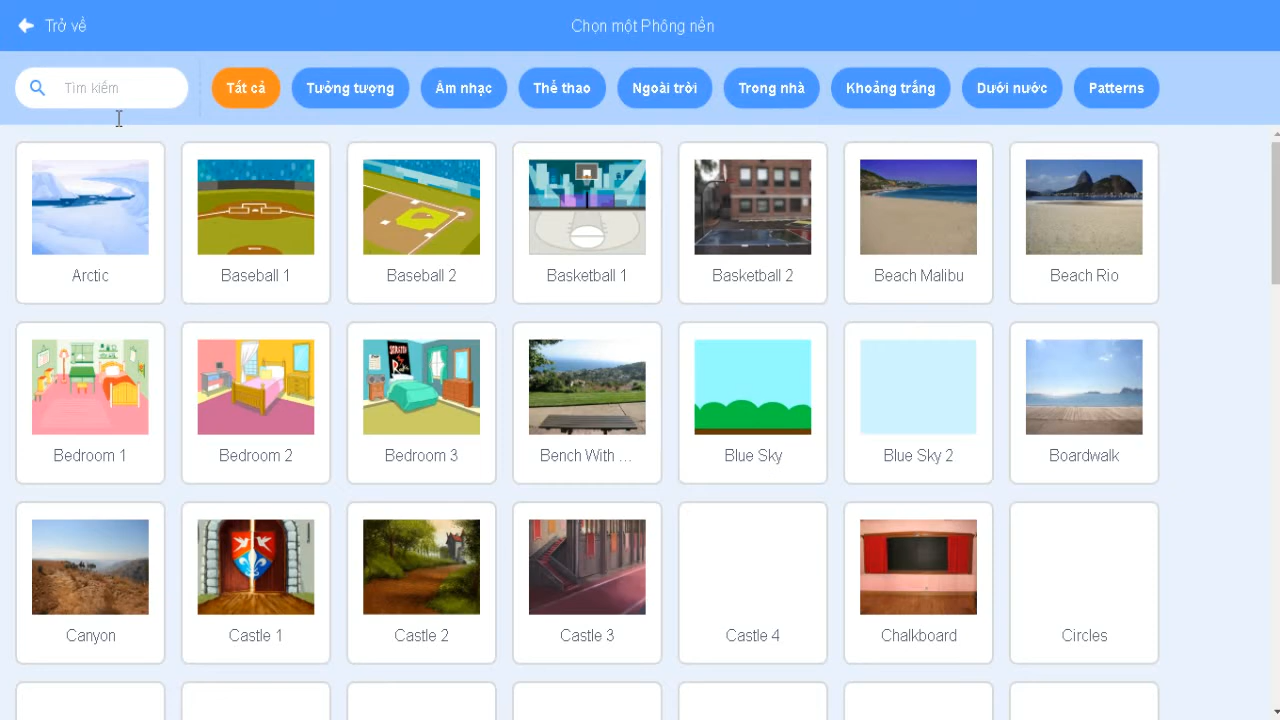 Trở về
Chọn một Phông nền
Tìm kiếm
Tất cả
Tưởng tượng
Âm nhạc
Thể thao
Ngoài trời
Trong nhà
Khoảng trắng
Dưới nước
Patterns
Arctic
Baseball 1
Baseball 2
Basketball 1
Basketball 2
Beach Malibu
Beach Rio
Bedroom 1
Bedroom 2
Bedroom 3
Bench With ...
Blue Sky
Blue Sky 2
Boardwalk
Canyon
Castle 1
Castle 2
Castle 3
Castle 4
Chalkboard
Circles